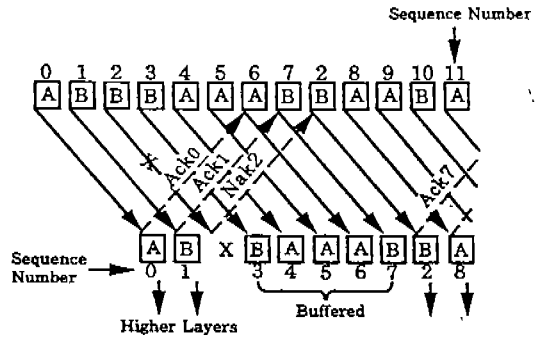 Sequence Number
0 1 2 3 4 5 6 7 2 8 9 10 11
A B B B A A A B B A A B A
Ack0
Ack1
Nak2
Ack7
A B X B A A A B B A
Sequence Number
0 1 3 4 5 6 7 2 8
Buffered
Higher Layers